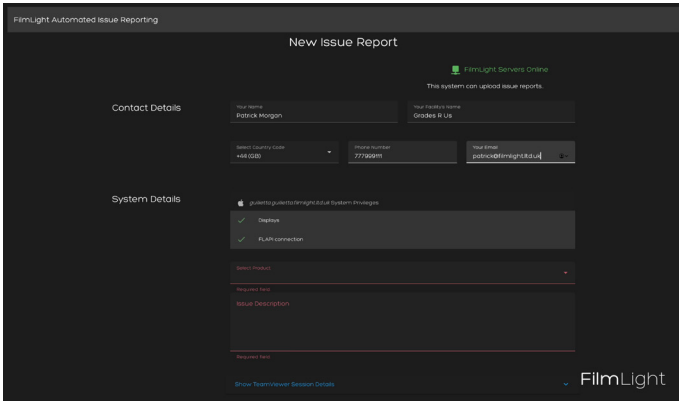 FilmLight Automated Issue Reporting
New Issue Report
FilmLight Servers Online
This system can upload issue reports.
Contact Details
Your Name
Patrick Morgan
Your Facility's Name
Grades R Us
Select Country Code
+44 (GB)
Phone Number
777999111
Your Email
patrick@filmlight.ltd.uk
System Details
System Privileges
Displays
FLAPI connection
Select Product
Required field
Issue Description
Required field
Show TeamViewer Session Details
FilmLight